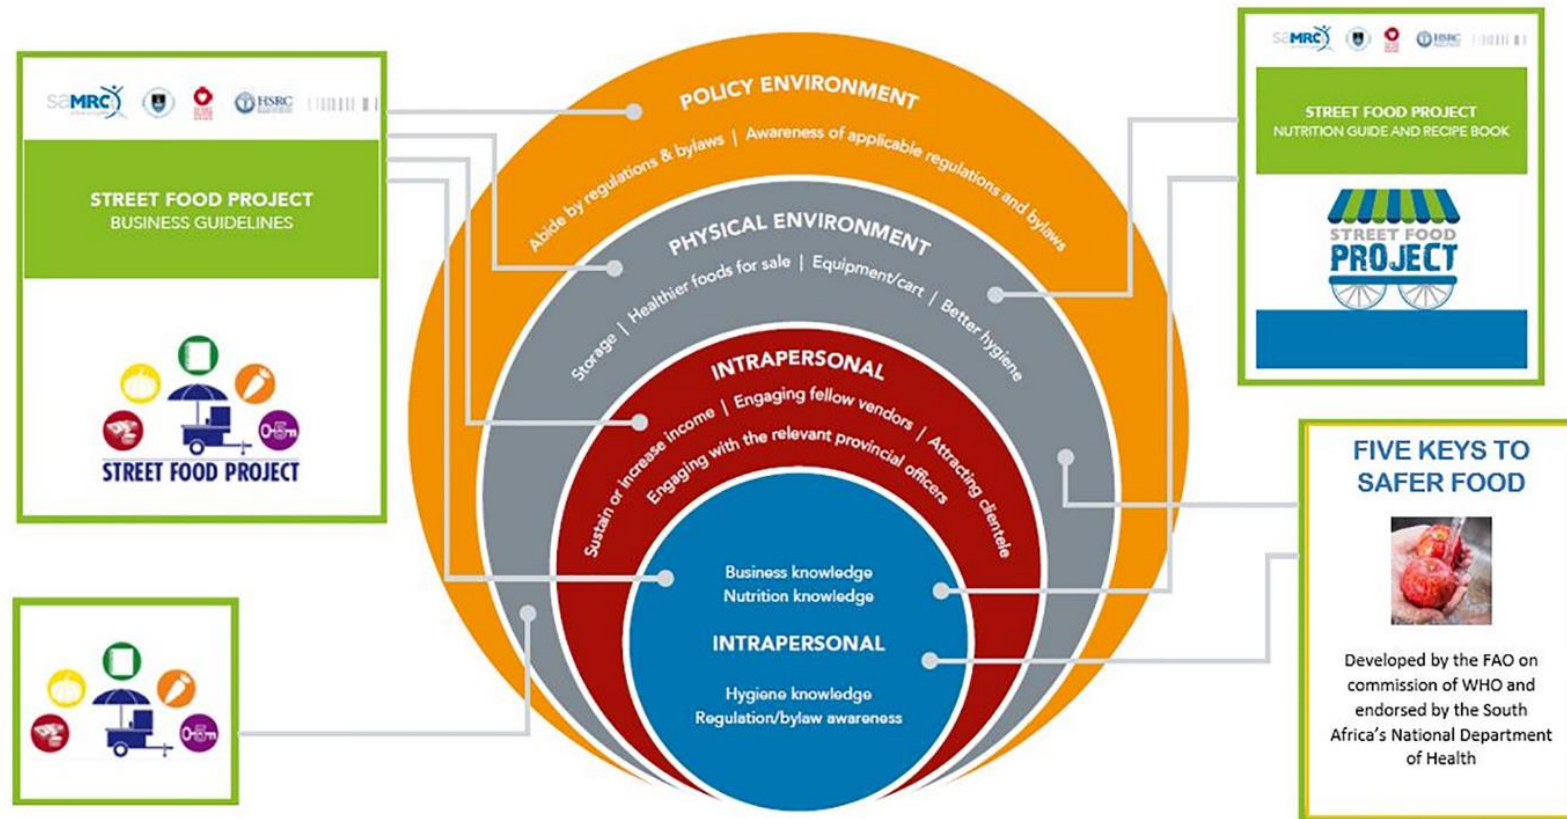 saMRC
HSRC
STREET FOOD PROJECT
BUSINESS GUIDELINES
STREET FOOD PROJECT
POLICY ENVIRONMENT
Abide by regulations & bylaws | Awareness of applicable regulations and bylaws
PHYSICAL ENVIRONMENT
Storage | Healthier foods for sale | Equipment/cart | Better hygiene
INTRAPERSONAL
Sustain or increase income | Engaging fellow vendors | Attracting clientele
Engaging with the relevant provincial officers
Business knowledge
Nutrition knowledge
INTRAPERSONAL
Hygiene knowledge
Regulation/bylaw awareness
saMRC
HSRC
STREET FOOD PROJECT
NUTRITION GUIDE AND RECIPE BOOK
STREET FOOD
PROJECT
FIVE KEYS TO
SAFER FOOD
Developed by the FAO on
commission of WHO and
endorsed by the South
Africa's National Department
of Health